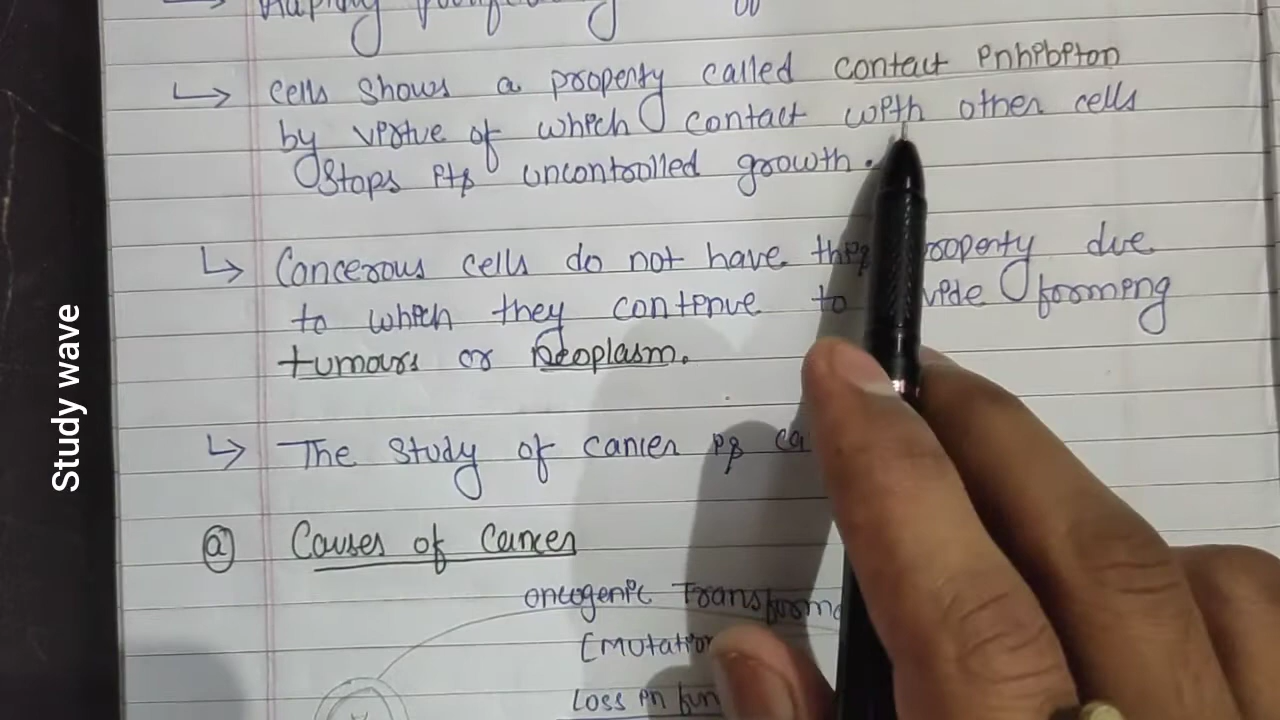 cells shows a property called contact inhibition
by virtue of which contact with other cells
stops its uncontrolled growth.
Cancerous cells do not have this property due
to which they continue to forming
tumours or Neoplasm.
The study of cancer is
ⓐ Causes of Cancer
oncogenic
[Mutation
Loss in
Study wave